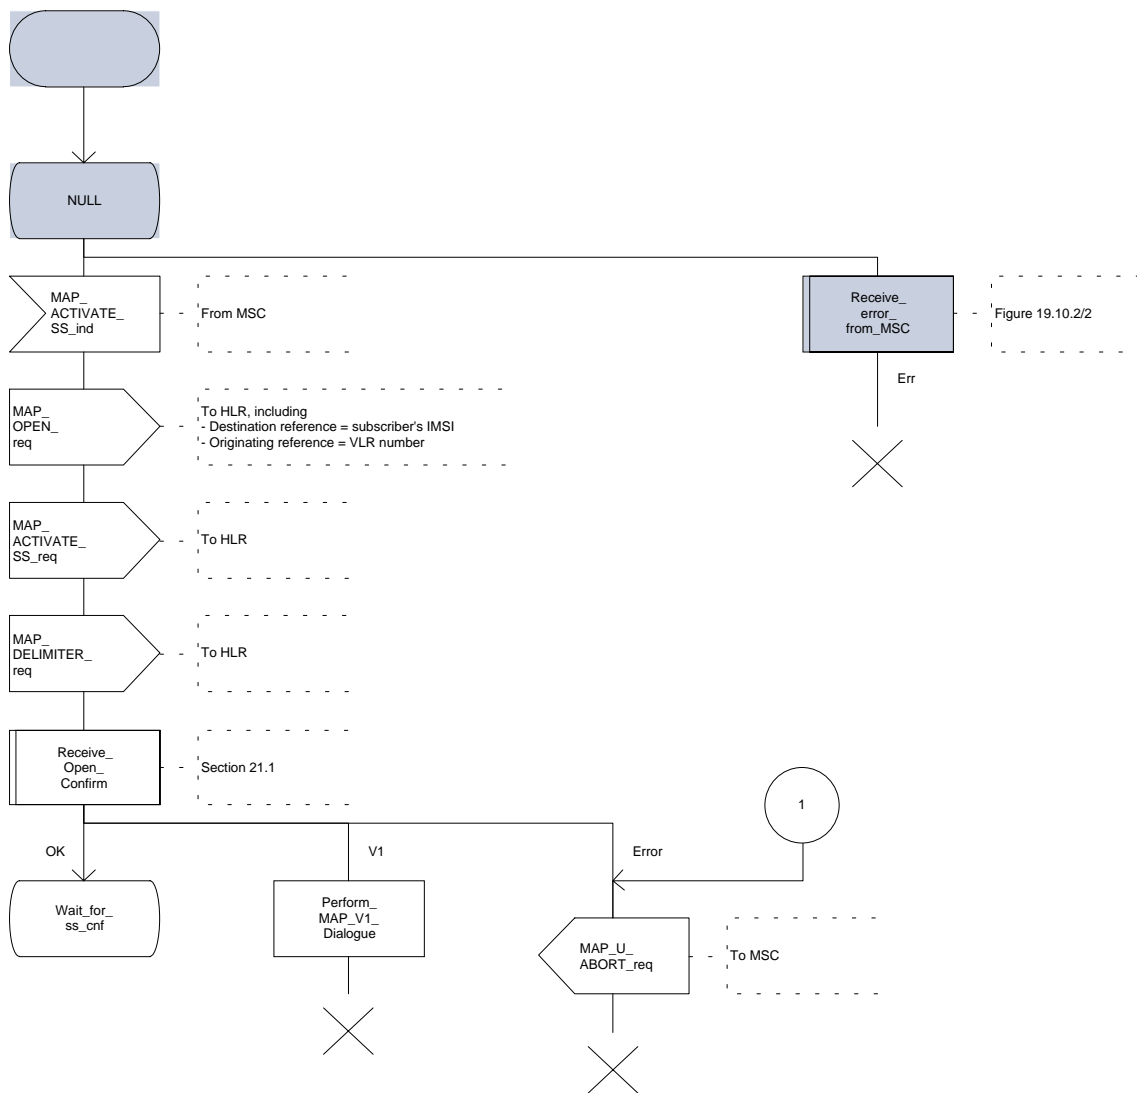 NULL
MAP_
ACTIVATE_
SS_ind
From MSC
Receive_
error_
from_MSC
Figure 19.10.2/2
Err
MAP_
OPEN_
req
To HLR, including
- Destination reference = subscriber's IMSI
- Originating reference = VLR number
MAP_
ACTIVATE_
SS_req
To HLR
MAP_
DELIMITER_
req
To HLR
Receive_
Open_
Confirm
Section 21.1
1
OK
V1
Error
Wait_for_
ss_cnf
Perform_
MAP_V1_
Dialogue
MAP_U_
ABORT_req
To MSC